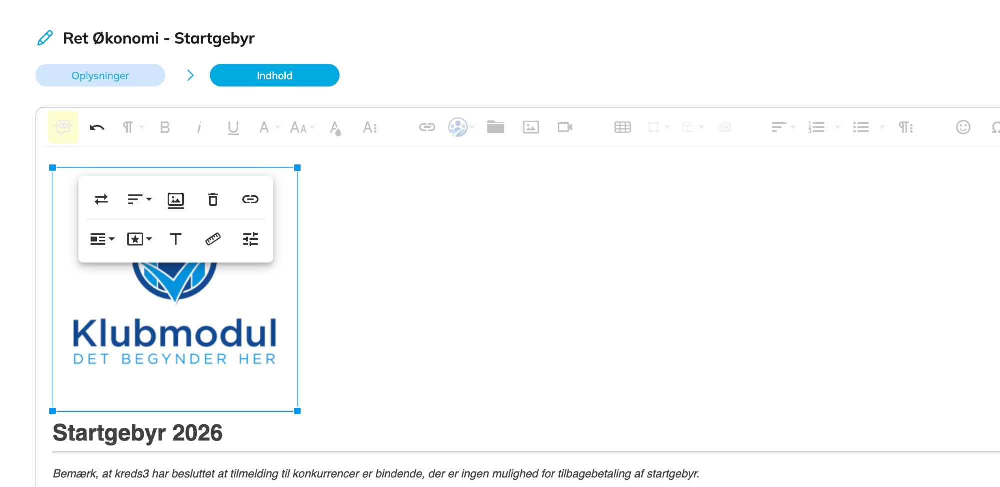 Ret Økonomi - Startgebyr
Oplysninger
Indhold
Klubmodul
DET BEGYNDER HER
Startgebyr 2026
Bemærk, at kreds3 har besluttet at tilmelding til konkurrencer er bindende, der er ingen mulighed for tilbagebetaling af startgebyr.